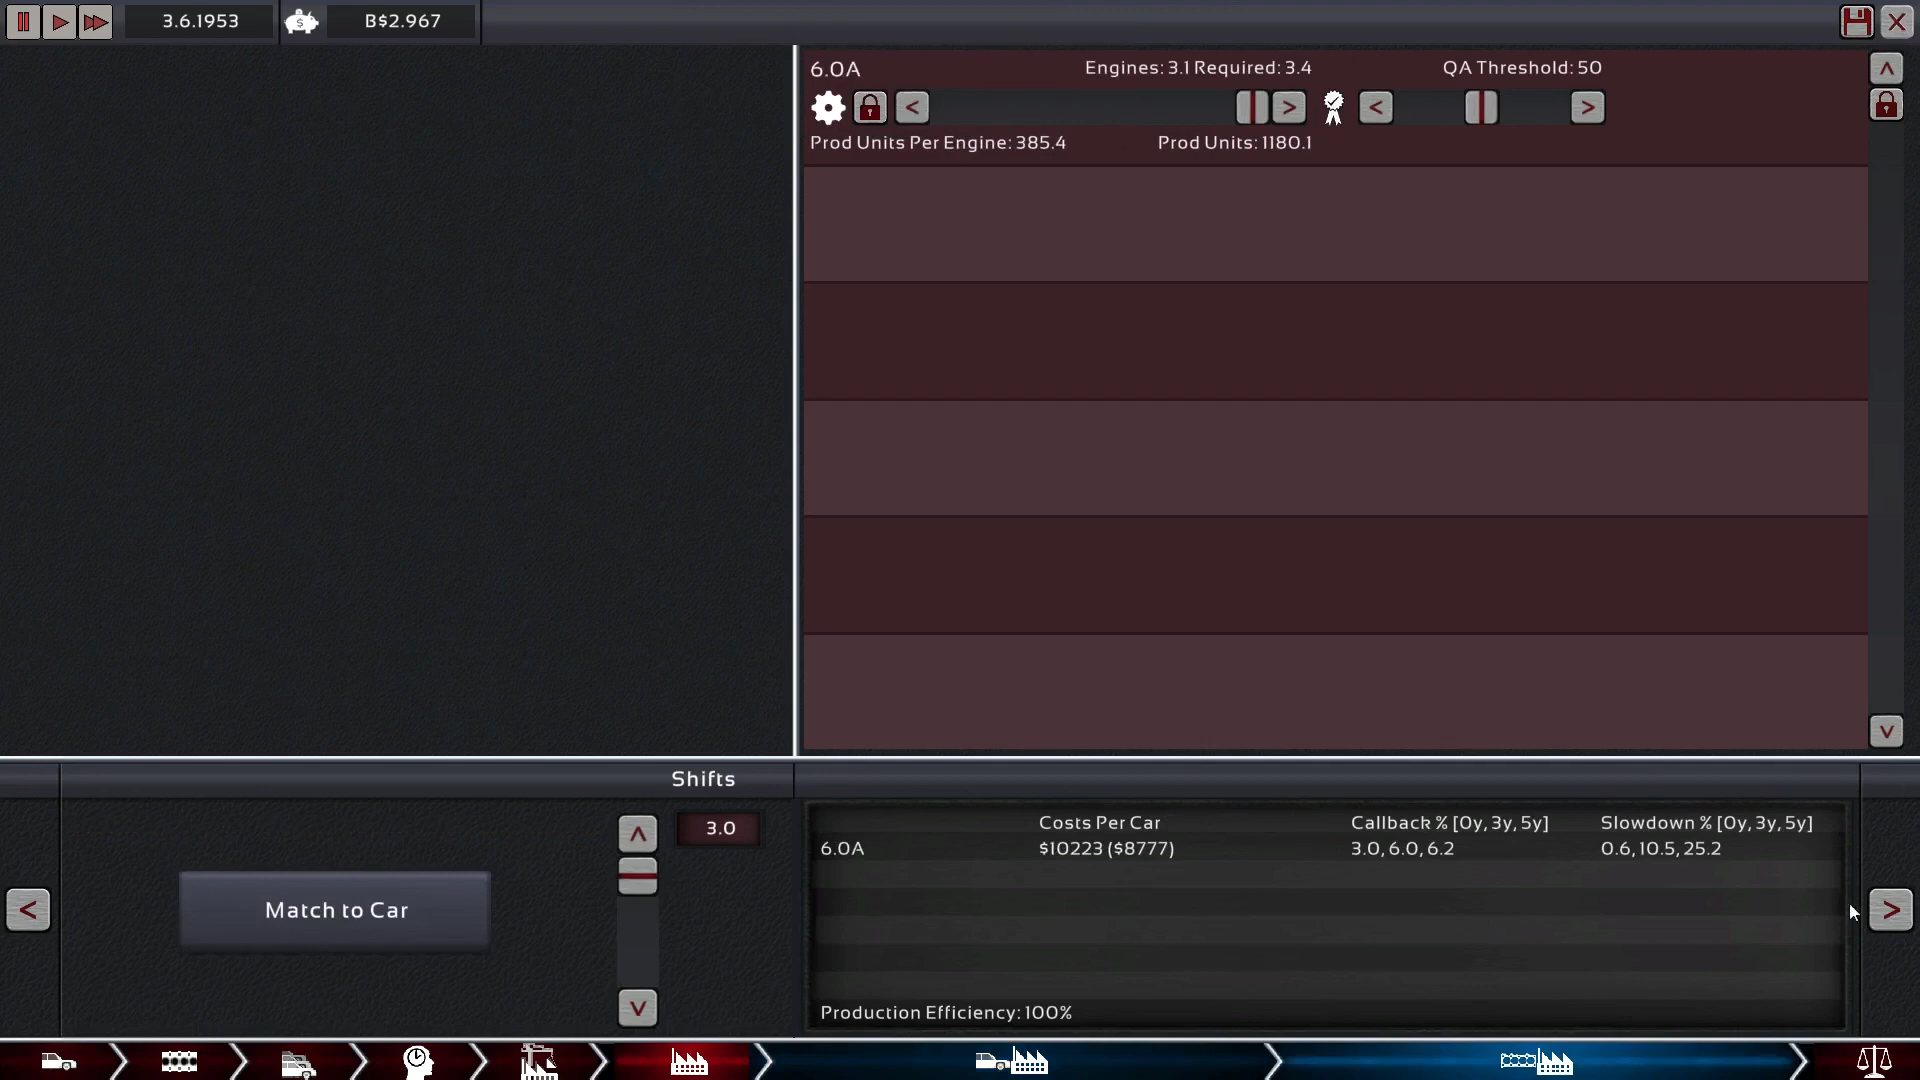 3.6.1953
B$2.967
6.0A
Engines: 3.1 Required: 3.4
QA Threshold: 50
Prod Units Per Engine: 385.4
Prod Units: 1180.1
Shifts
3.0
Match to Car
Costs Per Car
Callback % [0y, 3y, 5y]
Slowdown % [0y, 3y, 5y]
6.0A
$10223 ($8777)
3.0, 6.0, 6.2
0.6, 10.5, 25.2
Production Efficiency: 100%